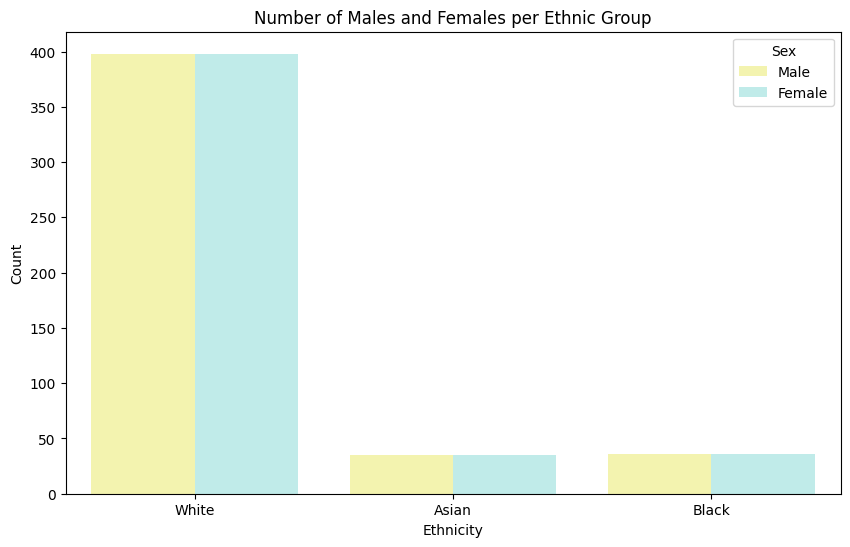 Number of Males and Females per Ethnic Group
Sex
Male
Female
400
350
300
250
200
150
100
50
0
Count
White
Asian
Black
Ethnicity